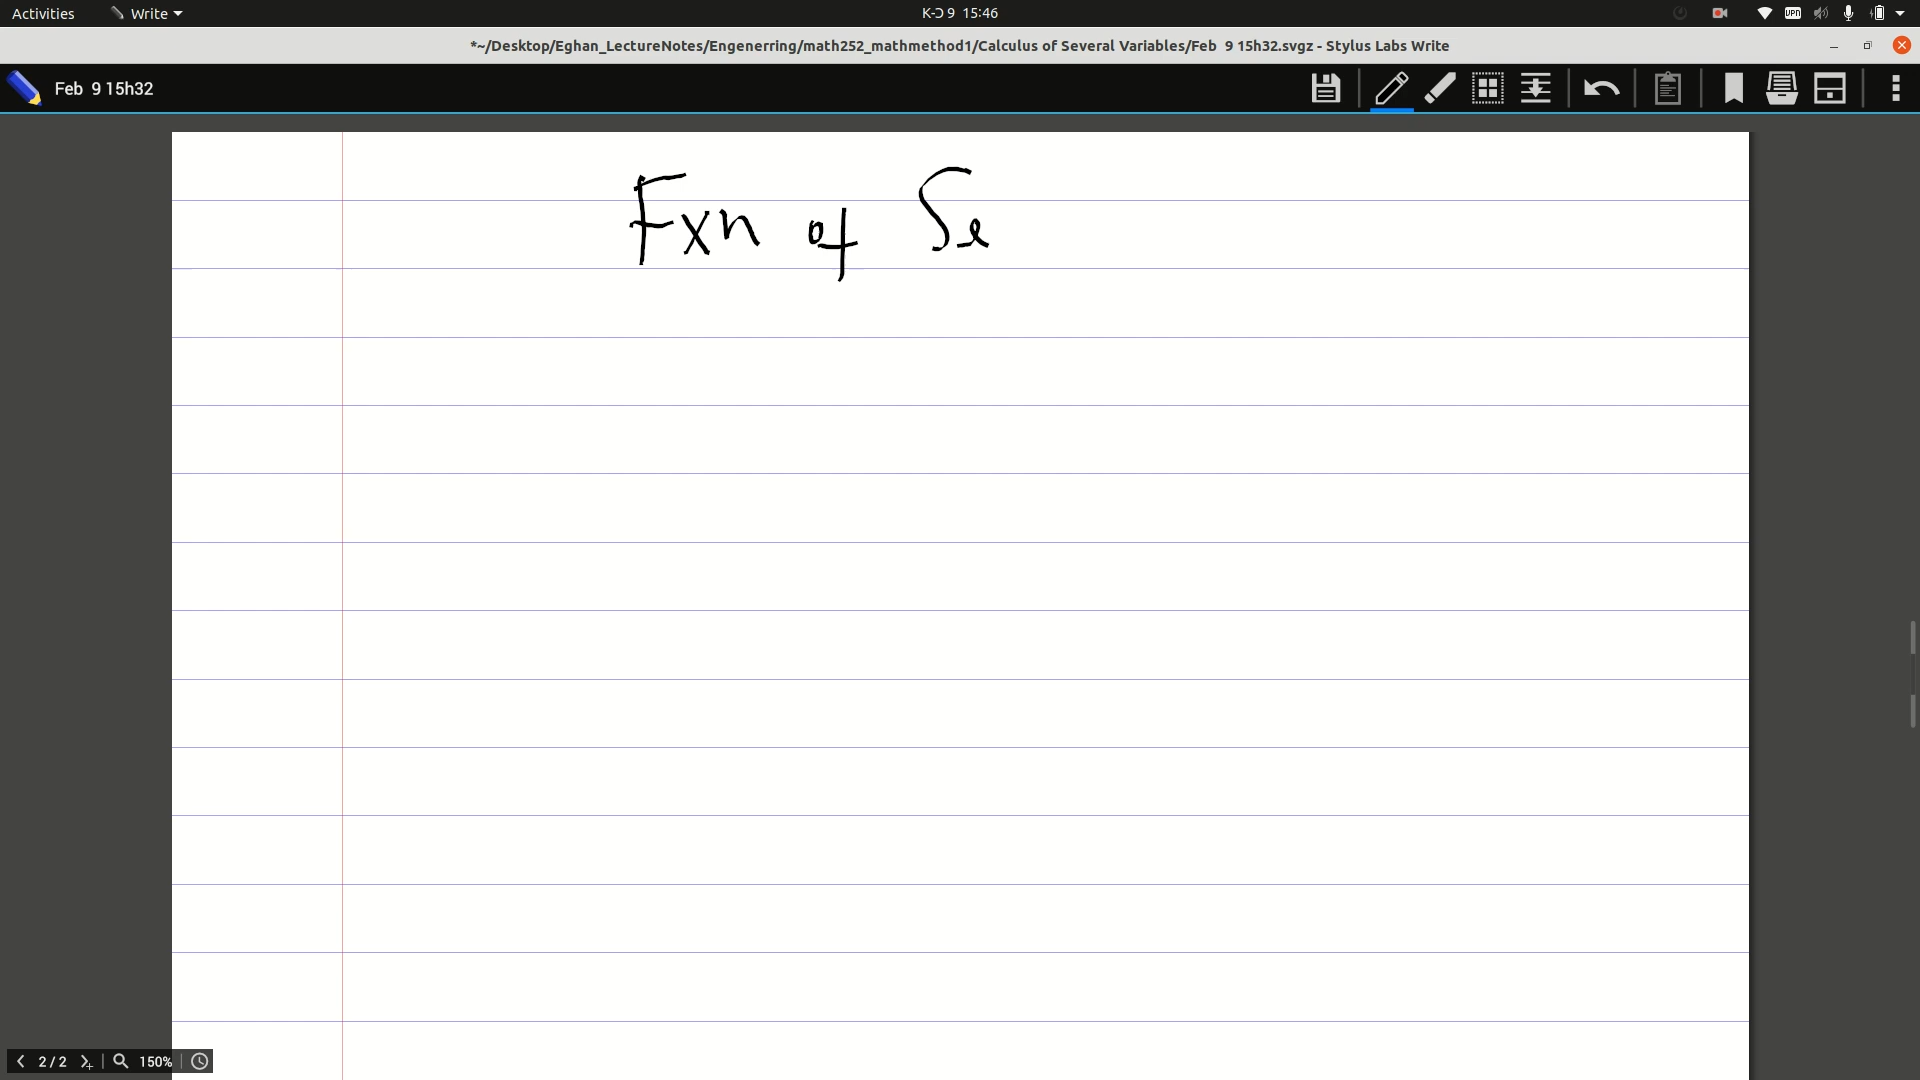 Activities Write K-Ɔ 9 15:46
*~/Desktop/Eghan_LectureNotes/Engenerring/math252_mathmethod1/Calculus of Several Variables/Feb 9 15h32.svgz - Stylus Labs Write
Feb 9 15h32
Fxn of Se
2 / 2 150%